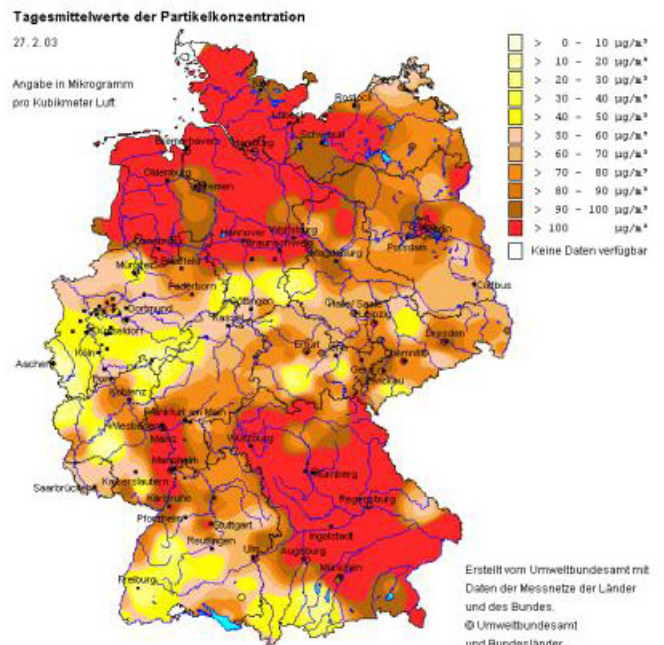 Tagesmittelwerte der Partikelkonzentration
27.2.03
Angabe in Mikrogramm
pro Kubikmeter Luft
> 0 - 10 µg/m³
> 10 - 20 µg/m³
> 20 - 30 µg/m³
> 30 - 40 µg/m³
> 40 - 50 µg/m³
> 50 - 60 µg/m³
> 60 - 70 µg/m³
> 70 - 80 µg/m³
> 80 - 90 µg/m³
> 90 - 100 µg/m³
> 100 µg/m³
Keine Daten verfügbar
Kiel
Rostock
Lübeck
Schwerin
Bremerhaven
Hamburg
Oldenburg
Bremen
Hannover
Wolfsburg
Berlin
Osnabrück
Braunschweig
Potsdam
Magdeburg
Münster
Bielefeld
Paderborn
Cottbus
Göttingen
Halle/ Saale
Dortmund
Kassel
Leipzig
Düsseldorf
Dresden
Köln
Erfurt
Chemnitz
Aachen
Gera
Zwickau
Koblenz
Frankfurt am Main
Wiesbaden
Mainz
Würzburg
Mannheim
Nürnberg
Saarbrücken
Kaiserslautern
Karlsruhe
Regensburg
Pforzheim
Stuttgart
Ingolstadt
Reutlingen
Ulm
Augsburg
München
Freiburg
Erstellt vom Umweltbundesamt mit
Daten der Messnetze der Länder
und des Bundes.
© Umweltbundesamt
und Bundesländer